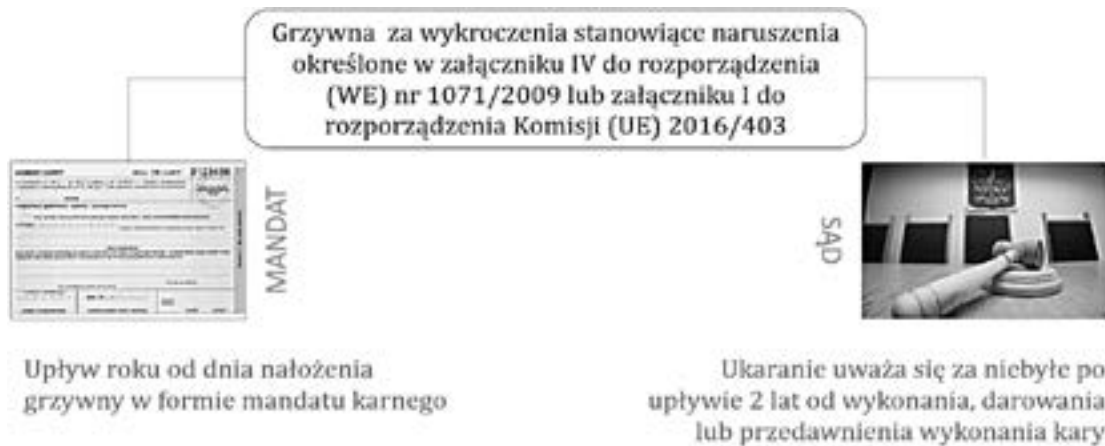 Grzywna za wykroczenia stanowiące naruszenia
określone w załączniku IV do rozporządzenia
(WE) nr 1071/2009 lub załączniku I do
rozporządzenia Komisji (UE) 2016/403
MANDAT
SĄD
Upływ roku od dnia nałożenia
grzywny w formie mandatu karnego
Ukaranie uważa się za niebyłe po
upływie 2 lat od wykonania, darowania
lub przedawnienia wykonania kary